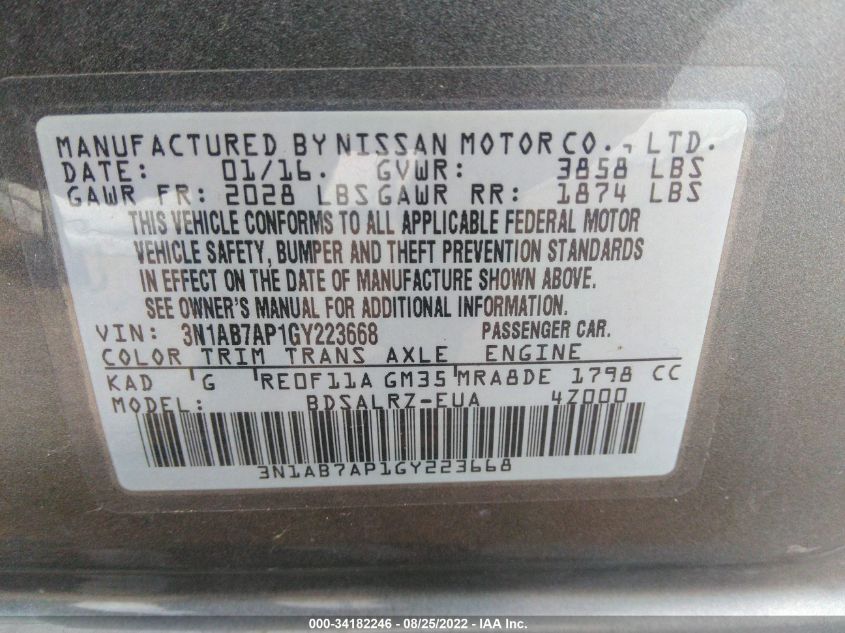 MANUFACTURED BY NISSAN MOTOR CO., LTD.
DATE: 01/16. GVWR: 3858 LBS
GAWR FR: 2028 LBS GAWR RR: 1874 LBS
THIS VEHICLE CONFORMS TO ALL APPLICABLE FEDERAL MOTOR
VEHICLE SAFETY, BUMPER AND THEFT PREVENTION STANDARDS
IN EFFECT ON THE DATE OF MANUFACTURE SHOWN ABOVE.
SEE OWNER'S MANUAL FOR ADDITIONAL INFORMATION.
VIN: 3N1AB7AP1GY223668 PASSENGER CAR.
COLOR TRIM TRANS AXLE ENGINE
KAD G RE0F11A GM35 MRA8DE 1798 CC
MODEL: BDSALRZ-EUA 4Z000
3N1AB7AP1GY223668
000-34182246 - 08/25/2022 - IAA Inc.